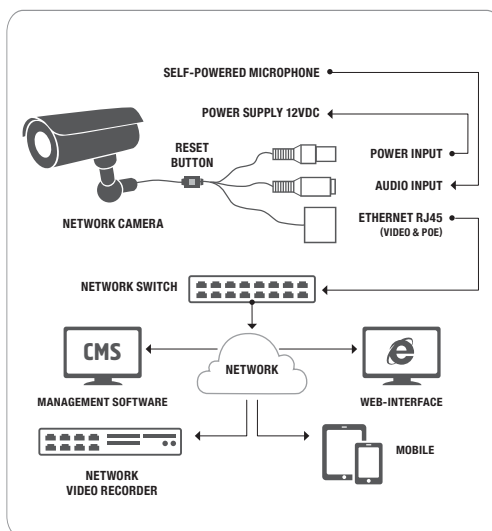 SELF-POWERED MICROPHONE
POWER SUPPLY 12VDC
RESET
BUTTON
POWER INPUT
AUDIO INPUT
NETWORK CAMERA
ETHERNET RJ45
(VIDEO & POE)
NETWORK SWITCH
CMS
NETWORK
MANAGEMENT SOFTWARE
WEB-INTERFACE
NETWORK
VIDEO RECORDER
MOBILE